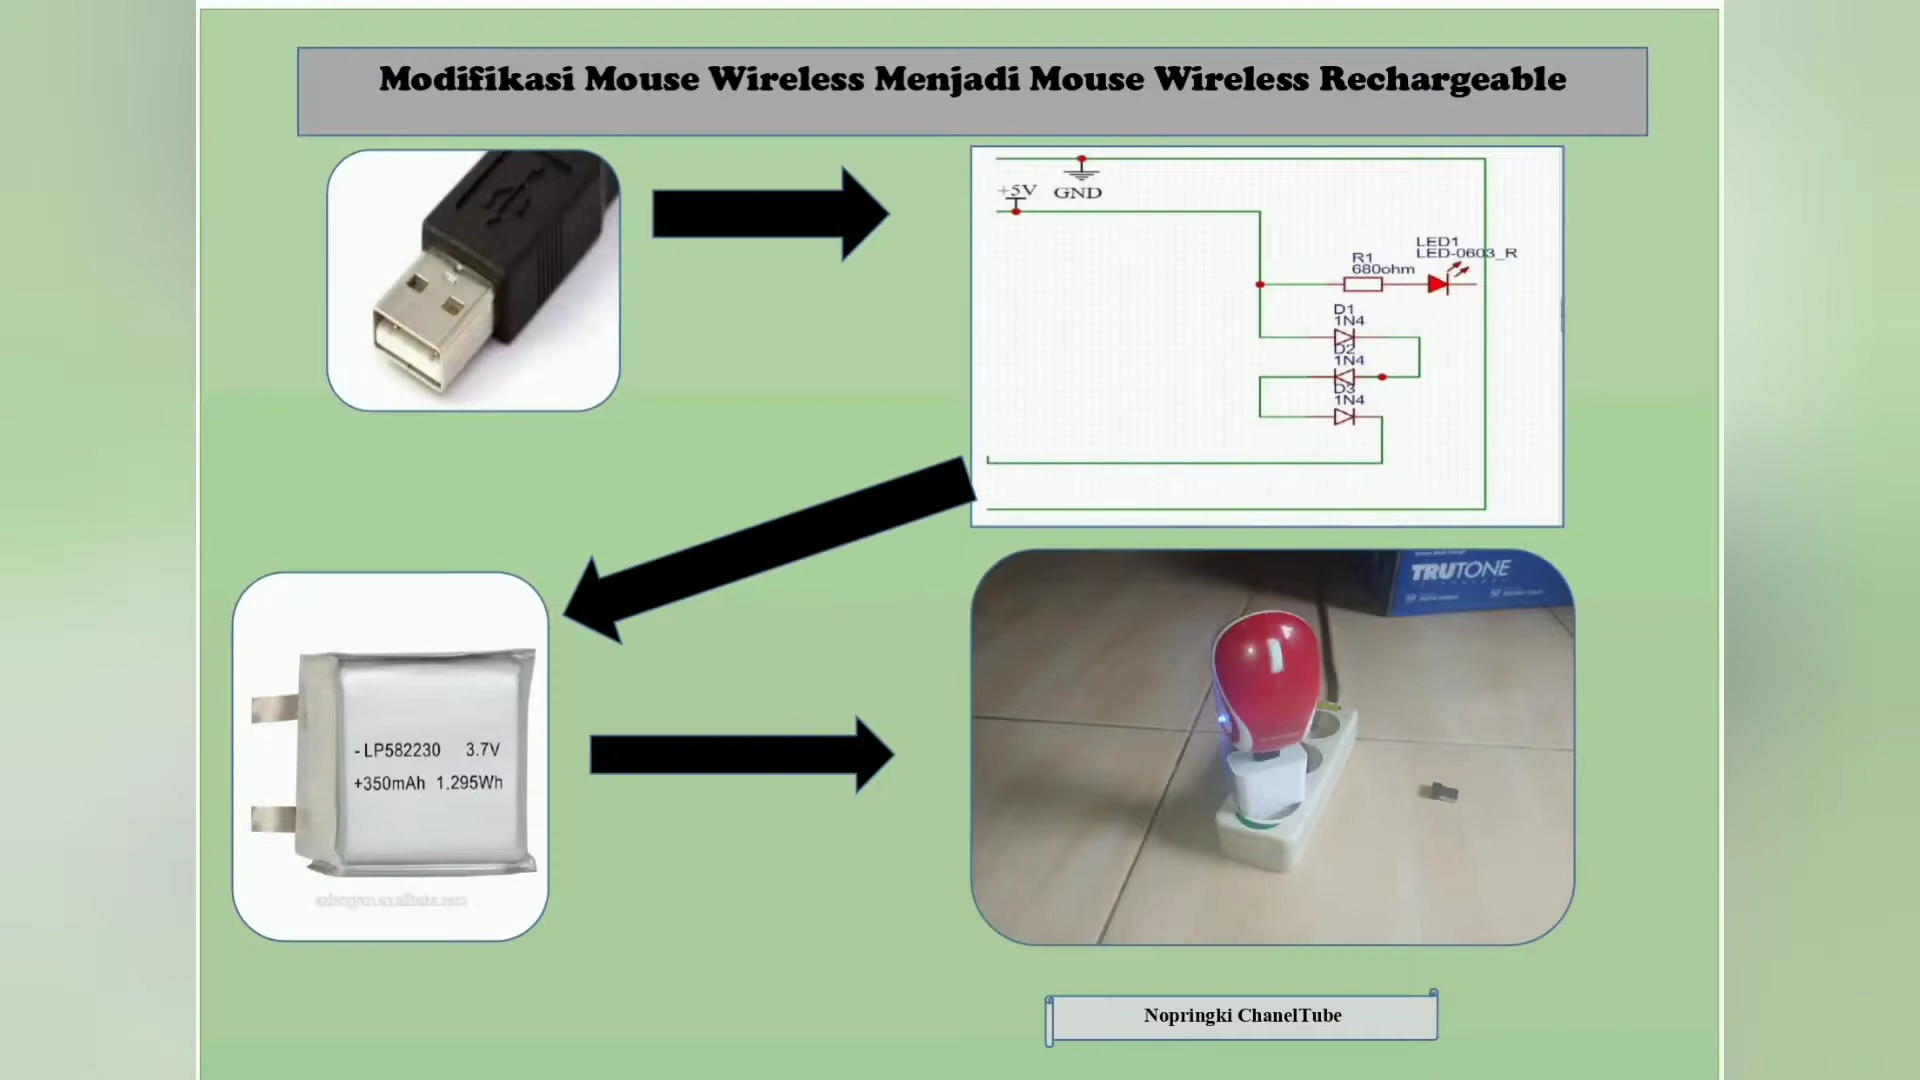 Modifikasi Mouse Wireless Menjadi Mouse Wireless Rechargeable
+5V
GND
LED1
LED-0603_R
R1
680ohm
D1
1N4
D2
1N4
D3
1N4
TRUTONE
-LP582230 3.7V
+350mAh 1.295Wh
Nopringki ChanelTube